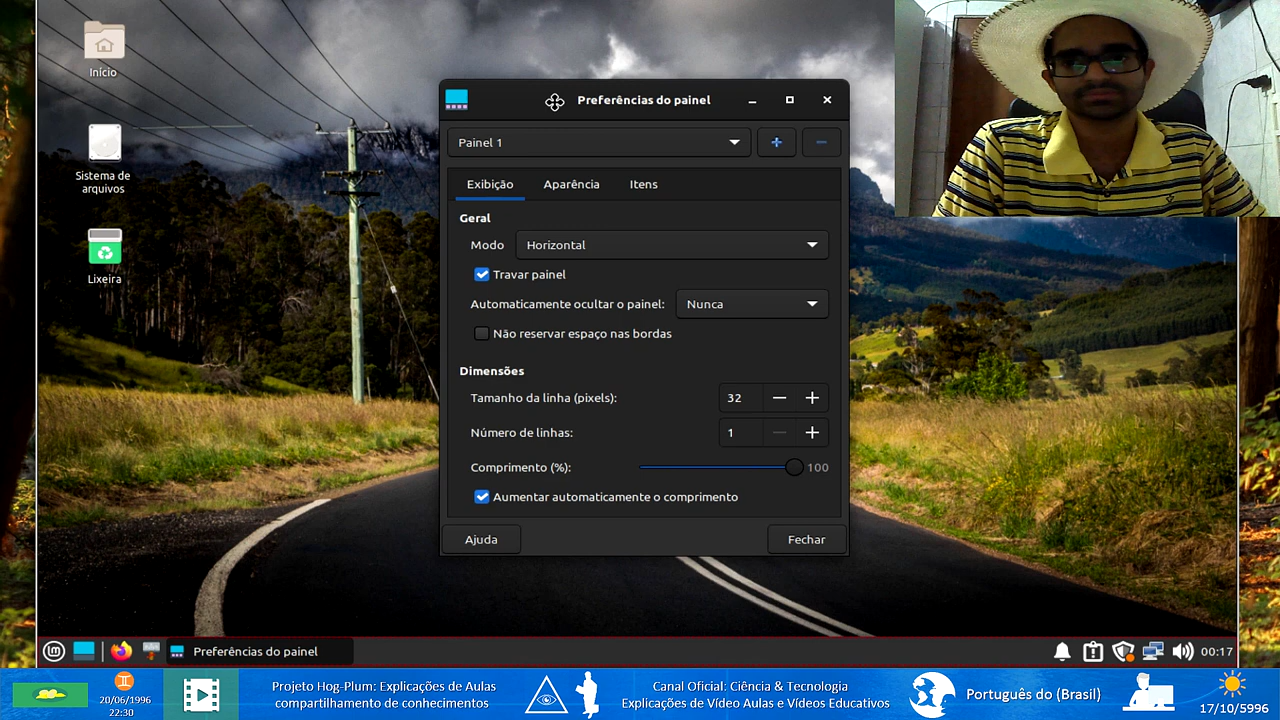 Início
Sistema de
arquivos
Lixeira
Preferências do painel
Painel 1
Exibição
Aparência
Itens
Geral
Modo
Horizontal
Travar painel
Automaticamente ocultar o painel:
Nunca
Não reservar espaço nas bordas
Dimensões
Tamanho da linha (pixels):
32
Número de linhas:
1
Comprimento (%):
100
Aumentar automaticamente o comprimento
Ajuda
Fechar
Preferências do painel
00:17
20/06/1996
22:30
Projeto Hog-Plum: Explicações de Aulas
compartilhamento de conhecimentos
Canal Oficial: Ciência & Tecnologia
Explicações de Vídeo Aulas e Vídeos Educativos
Português do (Brasil)
17/10/5996